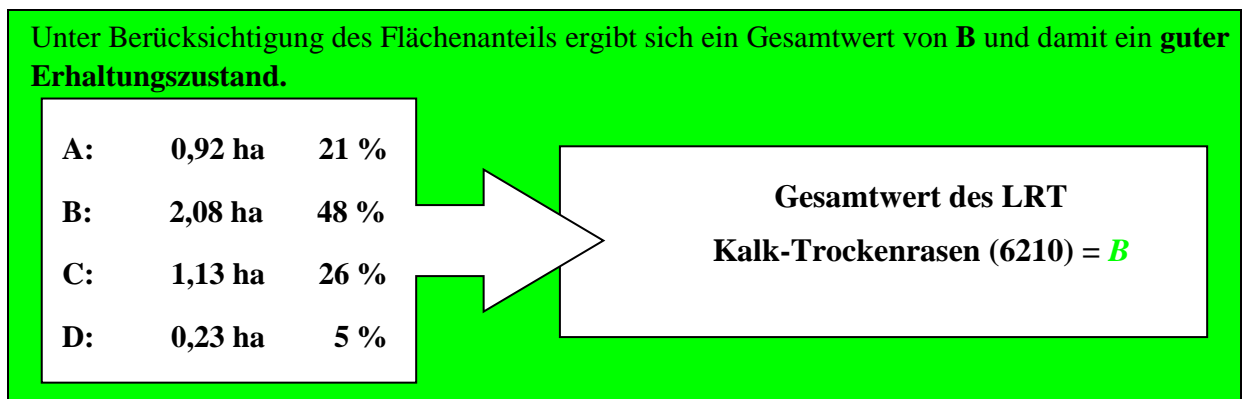 Unter Berücksichtigung des Flächenanteils ergibt sich ein Gesamtwert von B und damit ein guter
Erhaltungszustand.
A: 0,92 ha 21 %
B: 2,08 ha 48 %
C: 1,13 ha 26 %
D: 0,23 ha 5 %
Gesamtwert des LRT
Kalk-Trockenrasen (6210) = B